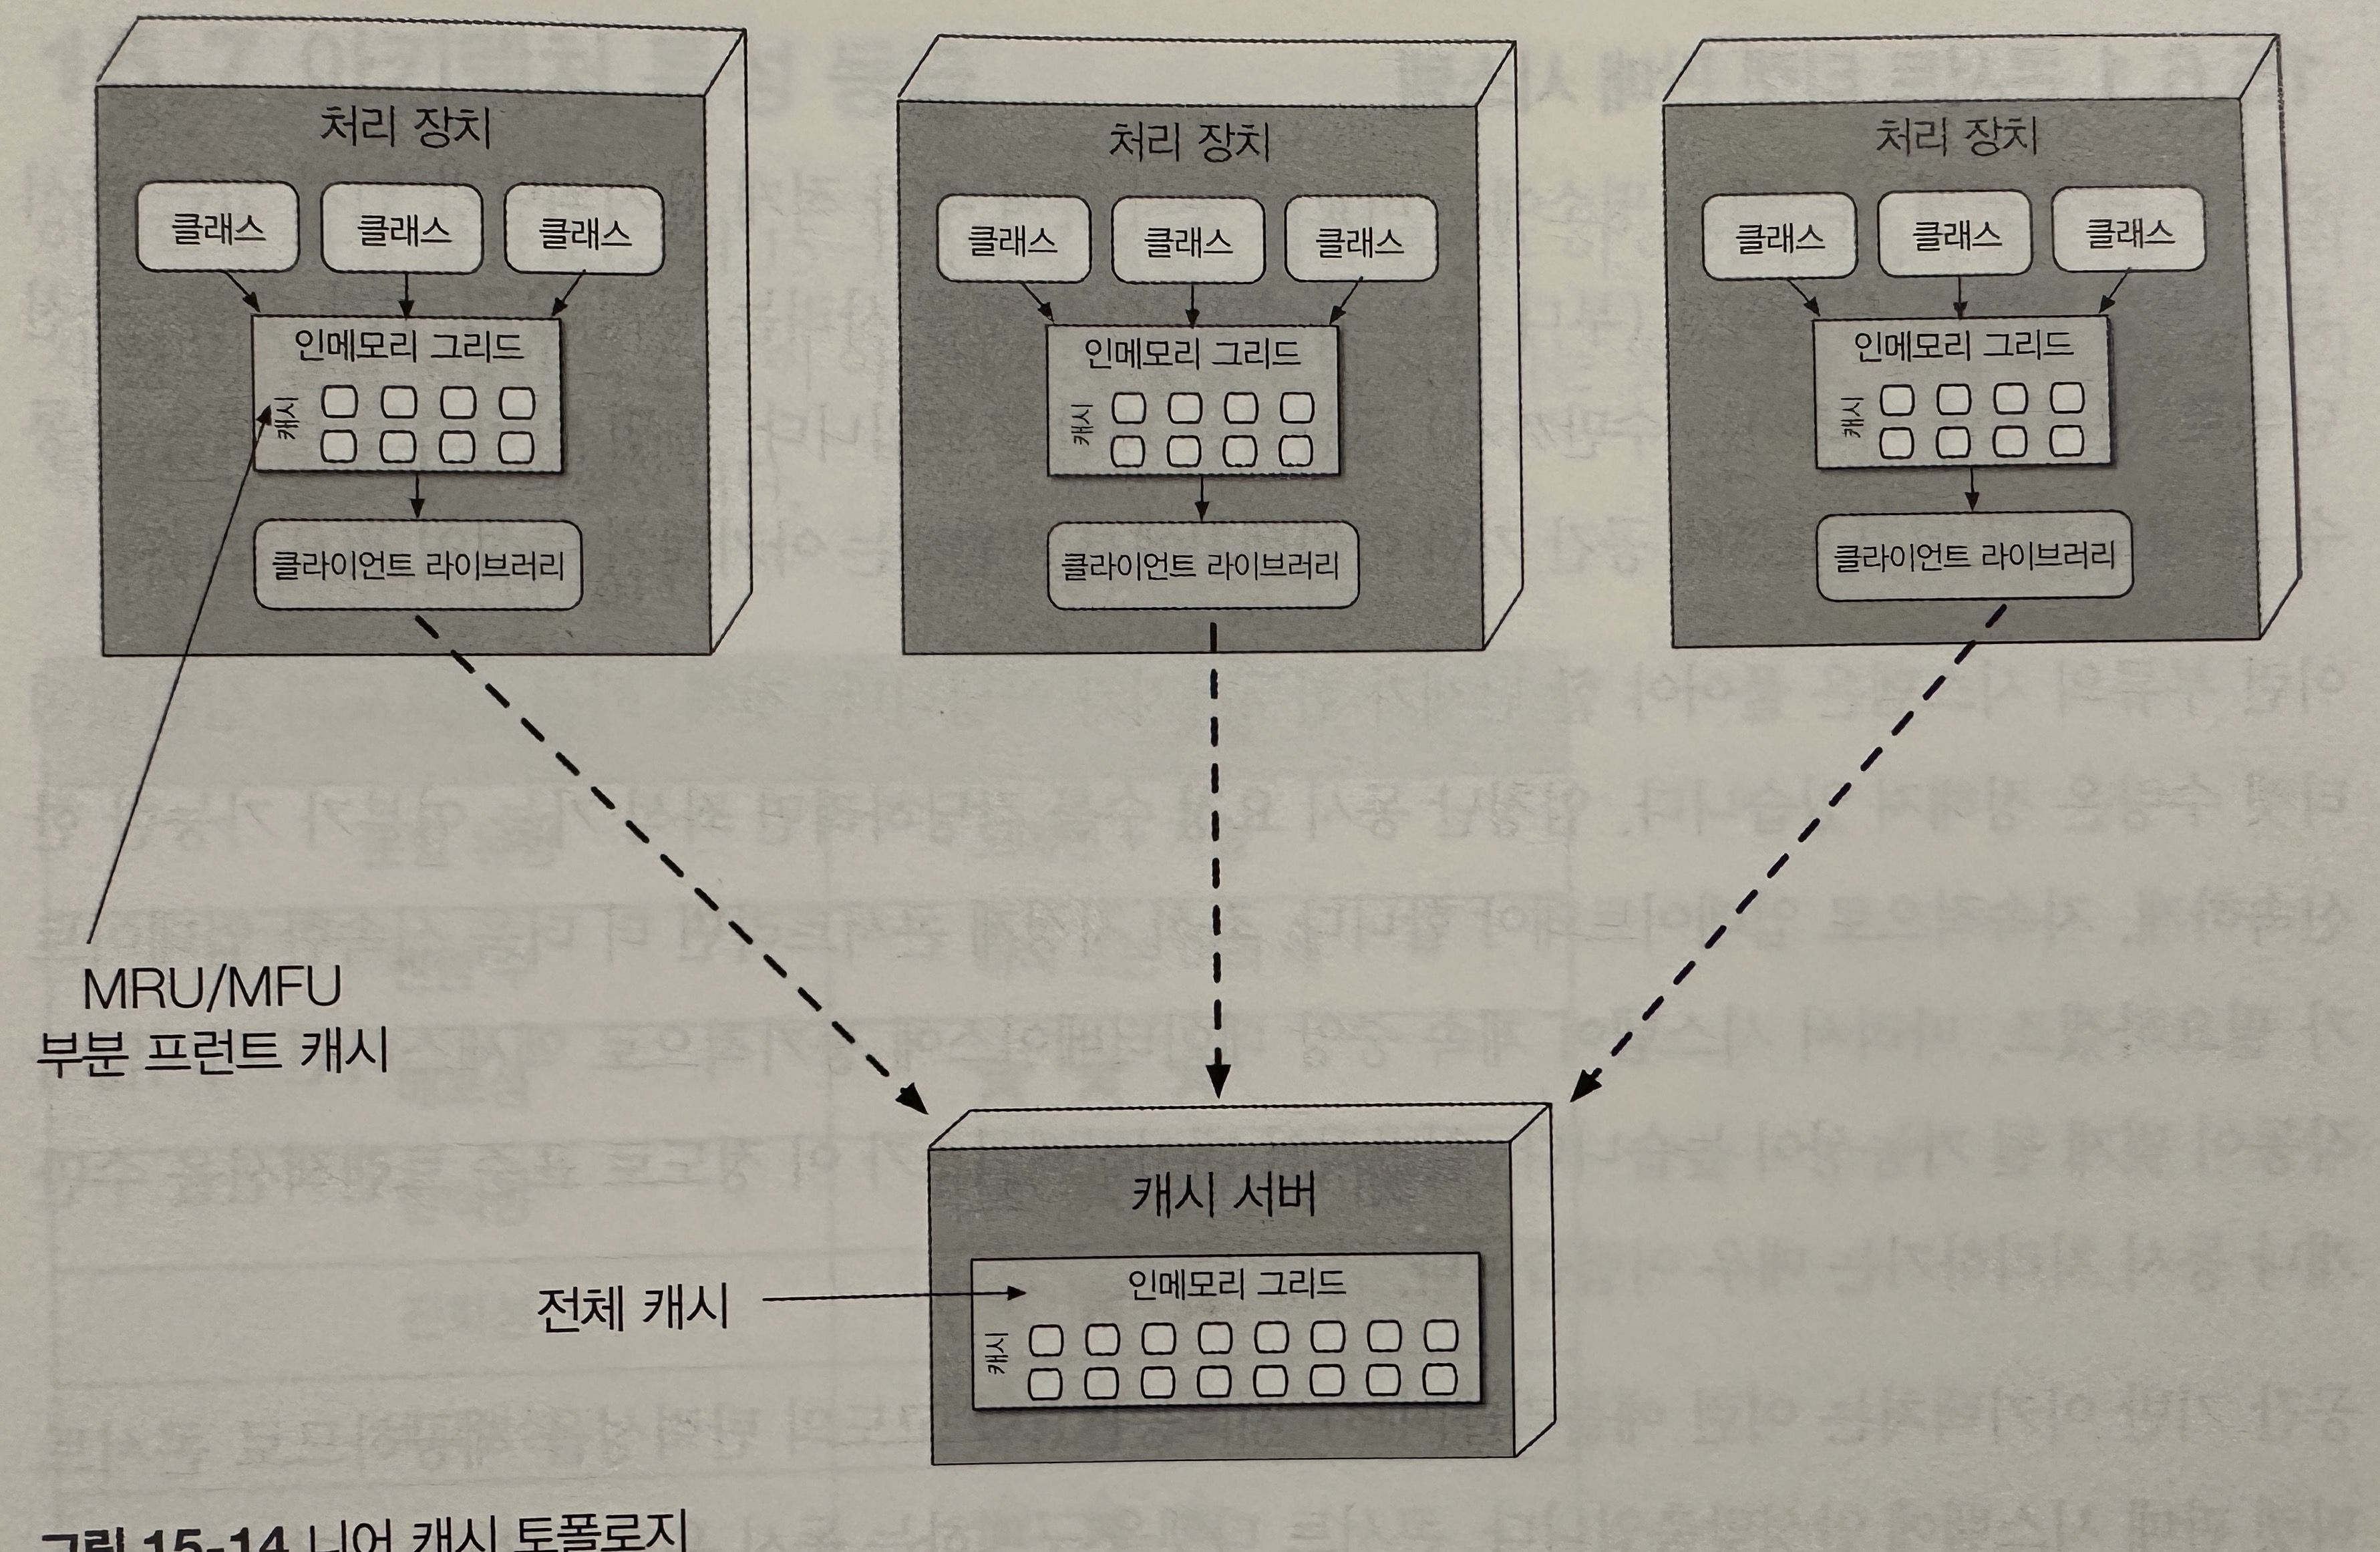 처리 장치
클래스 클래스 클래스
인메모리 그리드
캐시
클라이언트 라이브러리
처리 장치
클래스 클래스 클래스
인메모리 그리드
캐시
클라이언트 라이브러리
처리 장치
클래스 클래스 클래스
인메모리 그리드
캐시
클라이언트 라이브러리
MRU/MFU
부분 프런트 캐시
캐시 서버
전체 캐시
인메모리 그리드
캐시
그림 15-14 니어 캐시 토폴로지